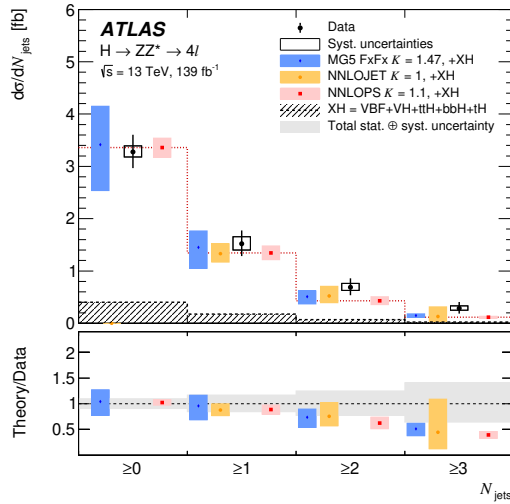 dσ/dN_jets [fb]
ATLAS
H → ZZ* → 4l
√s = 13 TeV, 139 fb⁻¹
Data
Syst. uncertainties
MG5 FxFx K = 1.47, +XH
NNLOJET K = 1, +XH
NNLOPS K = 1.1, +XH
XH = VBF+VH+ttH+bbH+tH
Total stat. ⊕ syst. uncertainty
6
5
4
3
2
1
0
Theory/Data
2
1.5
1
0.5
≥0 ≥1 ≥2 ≥3
N_jets